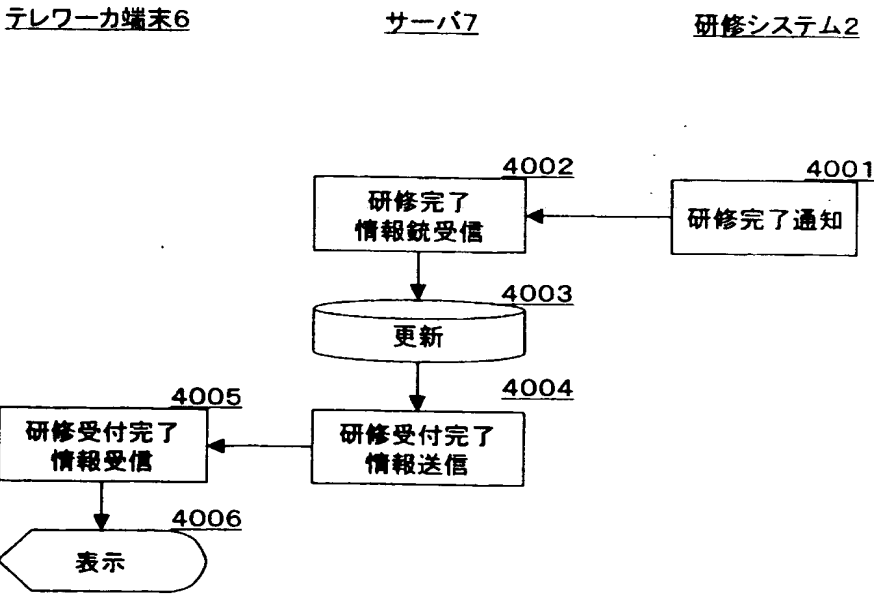 テレワーカ端末6
サーバ7
研修システム2
4002
4001
研修完了
情報銃受信
研修完了通知
4003
更新
4004
4005
研修受付完了
情報受信
研修受付完了
情報送信
4006
表示